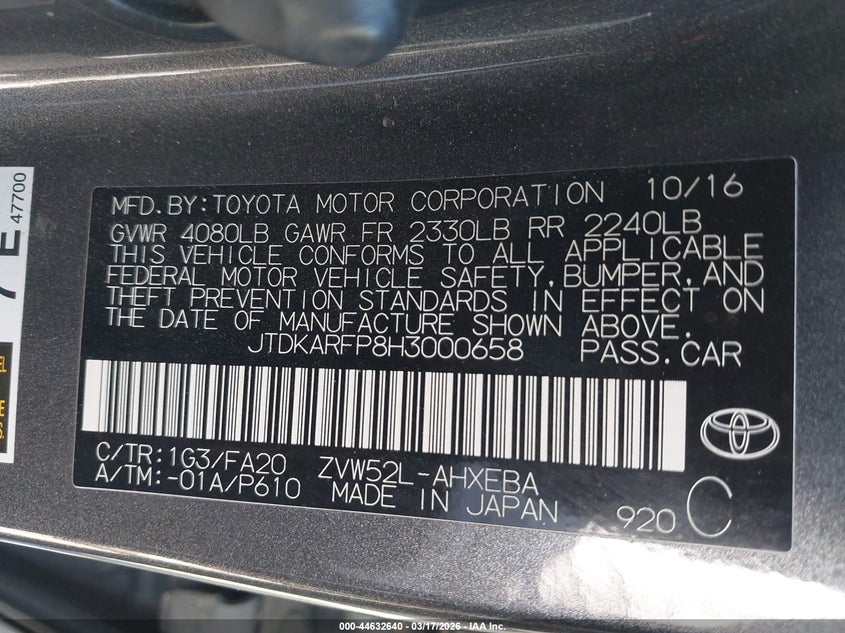 47700
7 E
MFD.BY:TOYOTA MOTOR CORPORATION 10/16
GVWR 4080LB GAWR FR 2330LB RR 2240LB
THIS VEHICLE CONFORMS TO ALL APPLICABLE
FEDERAL MOTOR VEHICLE SAFETY,BUMPER,AND
THEFT PREVENTION STANDARDS IN EFFECT ON
THE DATE OF MANUFACTURE SHOWN ABOVE.
JTDKARFP8H3000658 PASS.CAR
C/TR:1G3/FA20 ZVW52L-AHXEBA
A/TM:-01A/P610 MADE IN JAPAN 920 C
000-44632640 - 03/17/2026 - IAA Inc.